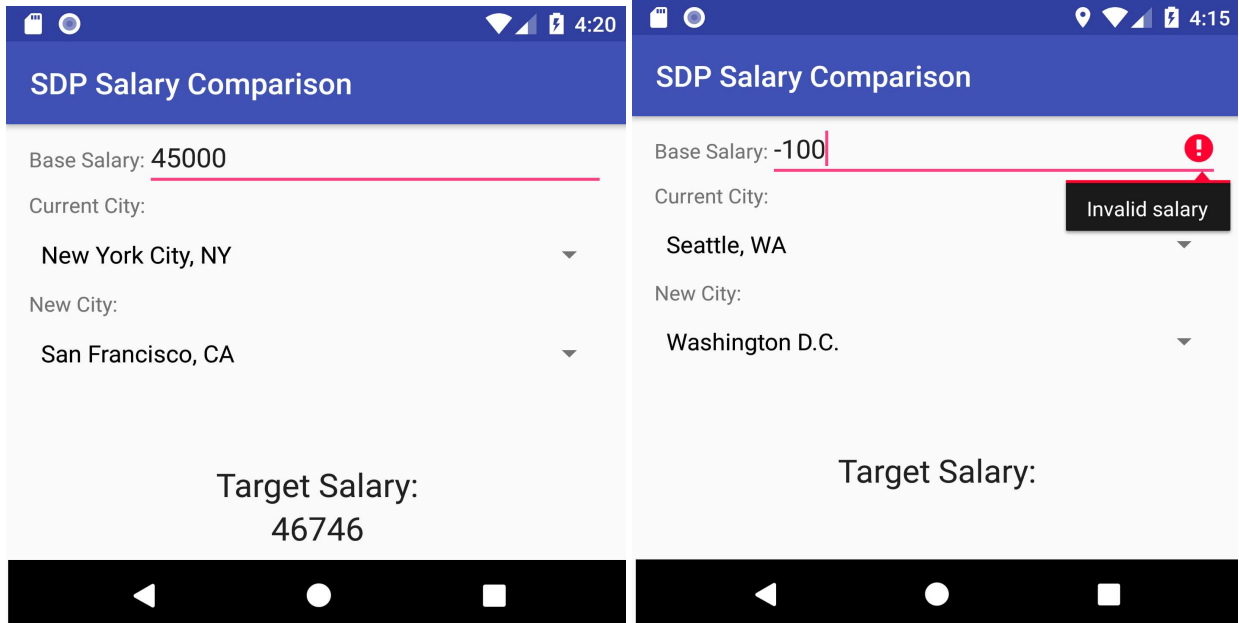 4:20
SDP Salary Comparison
Base Salary: 45000
Current City:
New York City, NY
New City:
San Francisco, CA
Target Salary:
46746
4:15
SDP Salary Comparison
Base Salary: -100
Invalid salary
Current City:
Seattle, WA
New City:
Washington D.C.
Target Salary: